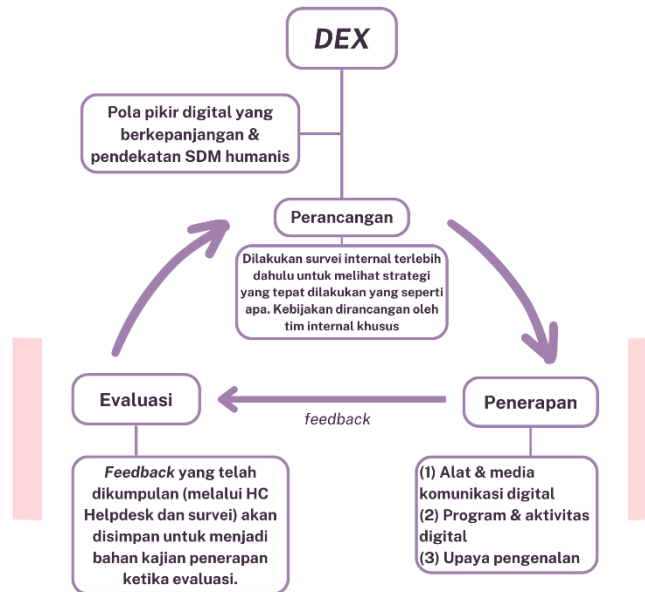 DEX
Pola pikir digital yang
berkepanjangan &
pendekatan SDM humanis
Perancangan
Dilakukan survei internal terlebih
dahulu untuk melihat strategi
yang tepat dilakukan yang seperti
apa. Kebijakan dirancangan oleh
tim internal khusus
Evaluasi
feedback
Penerapan
Feedback yang telah
dikumpulan (melalui HC
Helpdesk dan survei) akan
disimpan untuk menjadi
bahan kajian penerapan
ketika evaluasi.
(1) Alat & media
komunikasi digital
(2) Program & aktivitas
digital
(3) Upaya pengenalan